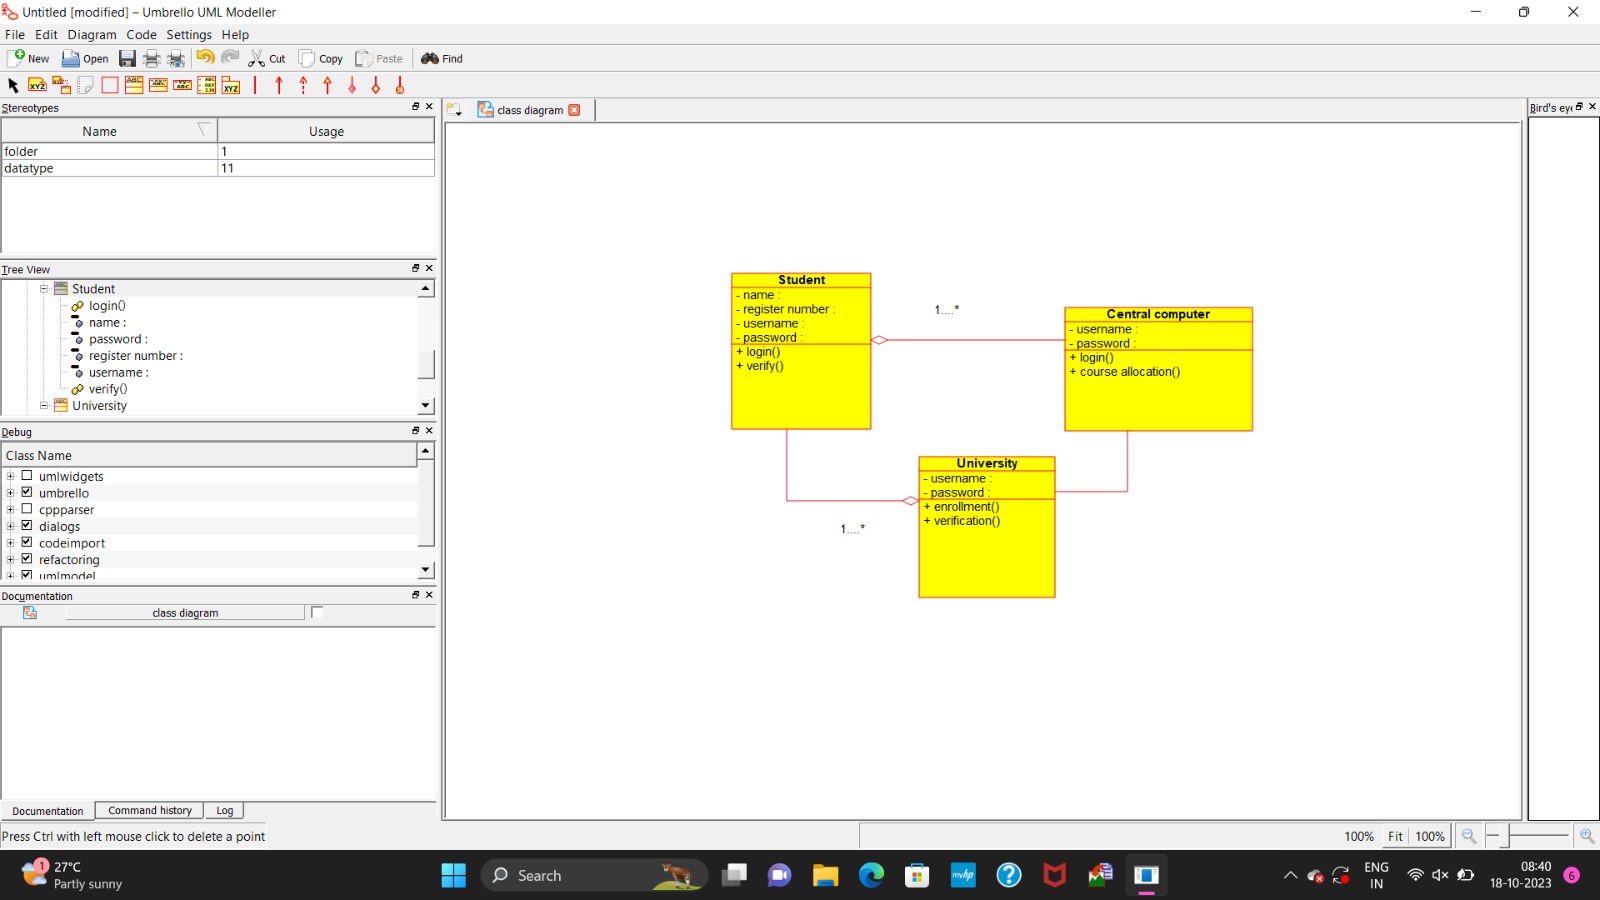 Untitled [modified] – Umbrello UML Modeller
File Edit Diagram Code Settings Help
New Open Cut Copy Paste Find
Stereotypes
Name Usage
folder 1
datatype 11
Tree View
Student
login()
name :
password :
register number :
username :
verify()
University
Debug
Class Name
umlwidgets
umbrello
cppparser
dialogs
codeimport
refactoring
umlmodel
Documentation
class diagram
Documentation Command history Log
Press Ctrl with left mouse click to delete a point
class diagram
Bird's eye
Student
- name :
- register number :
- username :
- password :
+ login()
+ verify()
1....*
Central computer
- username :
- password :
+ login()
+ course allocation()
University
- username :
- password :
+ enrollment()
+ verification()
1....*
100% Fit 100%
1
27°C
Partly sunny
Search
myhp
ENG
IN
08:40
18-10-2023
6